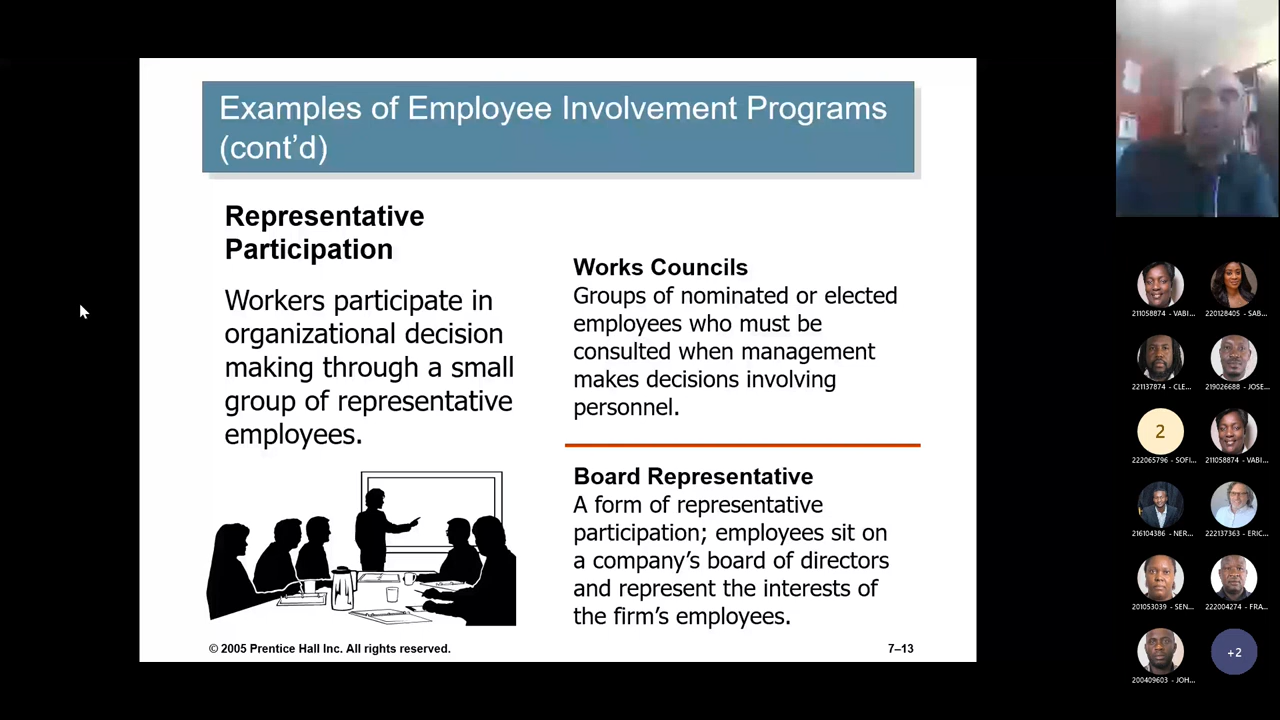 Examples of Employee Involvement Programs
(cont’d)
Representative
Participation
Workers participate in
organizational decision
making through a small
group of representative
employees.
Works Councils
Groups of nominated or elected
employees who must be
consulted when management
makes decisions involving
personnel.
Board Representative
A form of representative
participation; employees sit on
a company’s board of directors
and represent the interests of
the firm’s employees.
© 2005 Prentice Hall Inc. All rights reserved.
7–13
211058874 - VABI...
22012840S - SAB...
221137874 - CLE...
219026688 - JOSE...
2
222065796 - SOFI...
211058874 - VABI...
216104386 - NER...
222137363 - ERIC...
201053039 - SEN...
222004274 - FRA...
200409603 - JOH...
+2